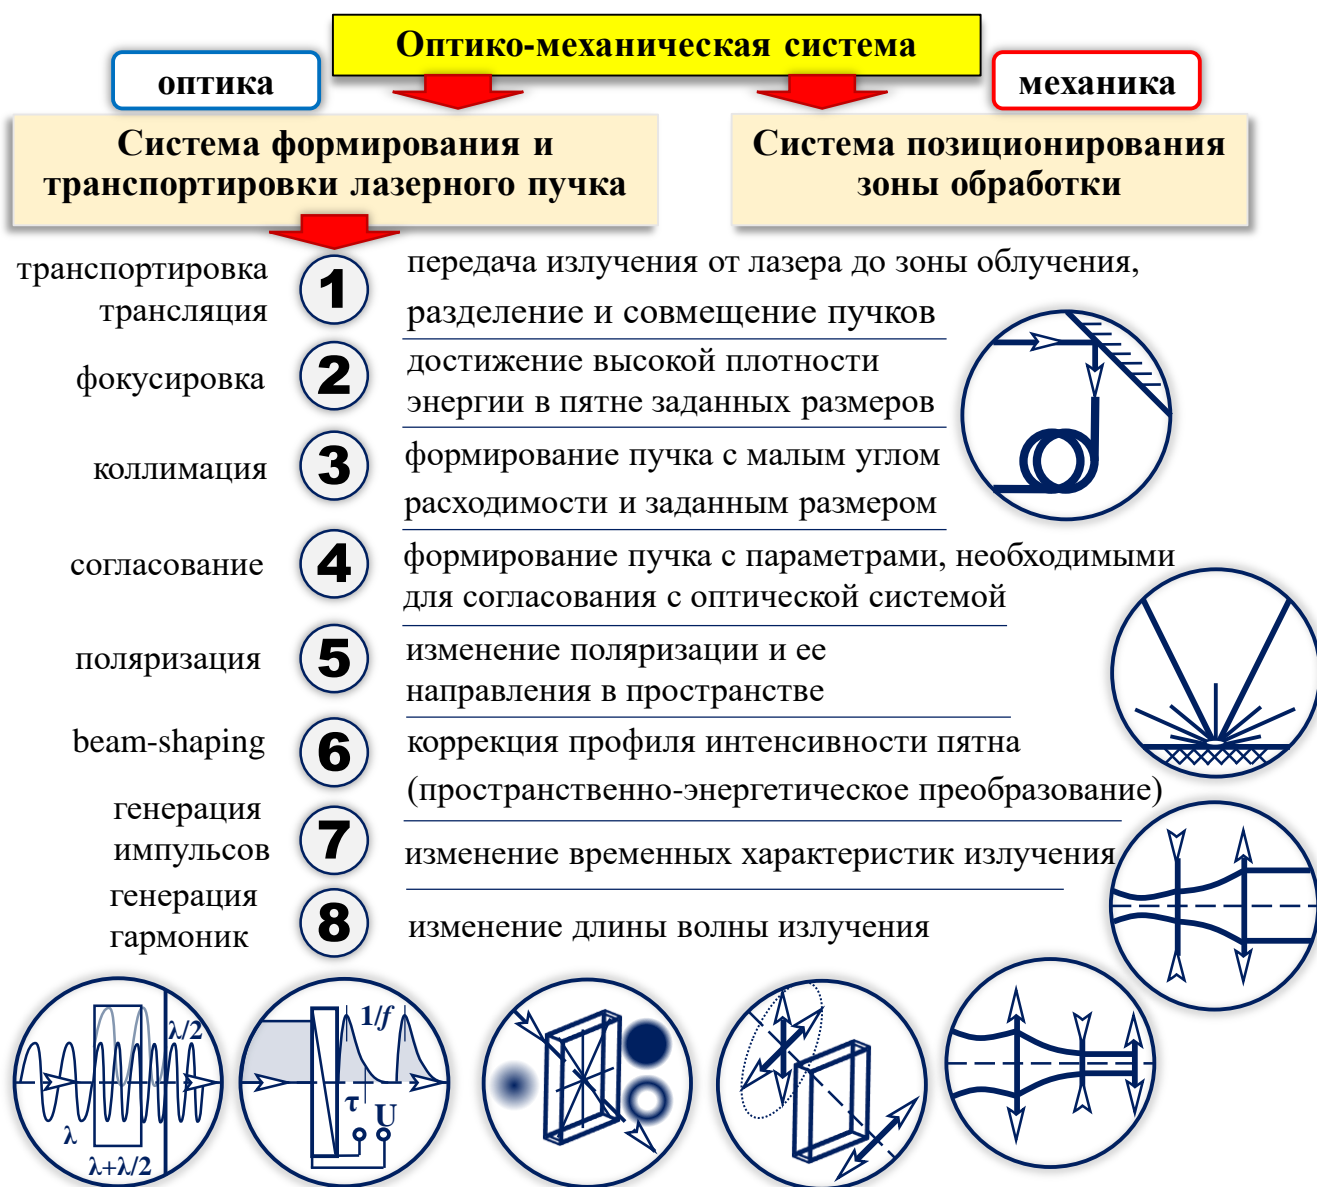 Оптико-механическая система
оптика
механика
Система формирования и
транспортировки лазерного пучка
Система позиционирования
зоны обработки
транспортировка
трансляция
1
передача излучения от лазера до зоны облучения,
разделение и совмещение пучков
фокусировка
2
достижение высокой плотности
энергии в пятне заданных размеров
коллимация
3
формирование пучка с малым углом
расходимости и заданным размером
согласование
4
формирование пучка с параметрами, необходимыми
для согласования с оптической системой
поляризация
5
изменение поляризации и ее
направления в пространстве
beam-shaping
6
коррекция профиля интенсивности пятна
(пространственно-энергетическое преобразование)
генерация
импульсов
7
изменение временных характеристик излучения
генерация
гармоник
8
изменение длины волны излучения
λ/2
λ
λ+λ/2
1/f
τ
U